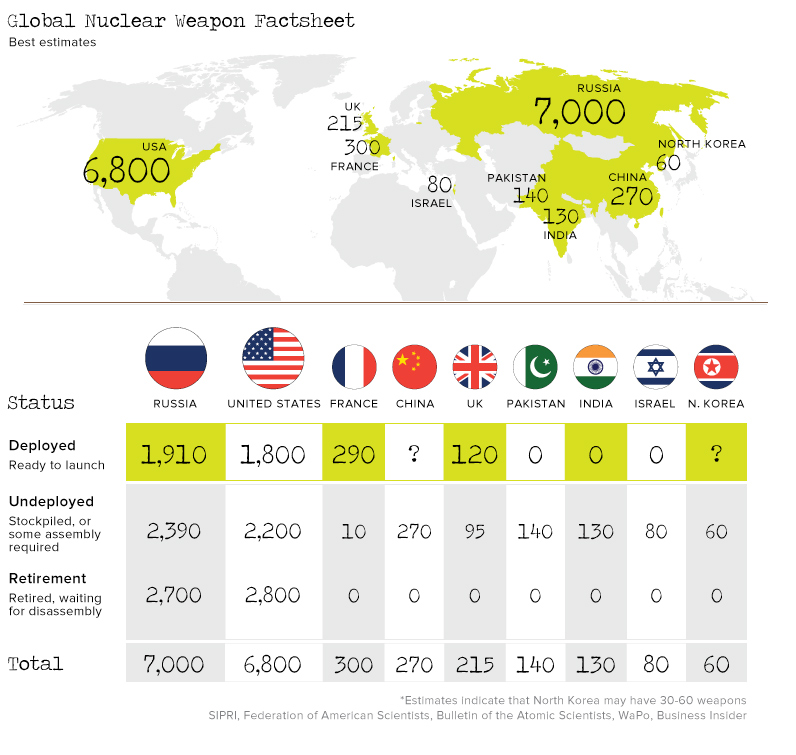 Global Nuclear Weapon Factsheet
Best estimates
RUSSIA
7,000
UK
215
USA
6,800
300
FRANCE
NORTH KOREA
60
80
ISRAEL
PAKISTAN
140
CHINA
270
130
INDIA
Status
RUSSIA UNITED STATES FRANCE CHINA UK PAKISTAN INDIA ISRAEL N. KOREA
Deployed
Ready to launch
1,910 1,800 290 ? 120 0 0 0 ?
Undeployed
Stockpiled, or
some assembly
required
2,390 2,200 10 270 95 140 130 80 60
Retirement
Retired, waiting
for disassembly
2,700 2,800 0 0 0 0 0 0 0
Total 7,000 6,800 300 270 215 140 130 80 60
*Estimates indicate that North Korea may have 30-60 weapons
SIPRI, Federation of American Scientists, Bulletin of the Atomic Scientists, WaPo, Business Insider